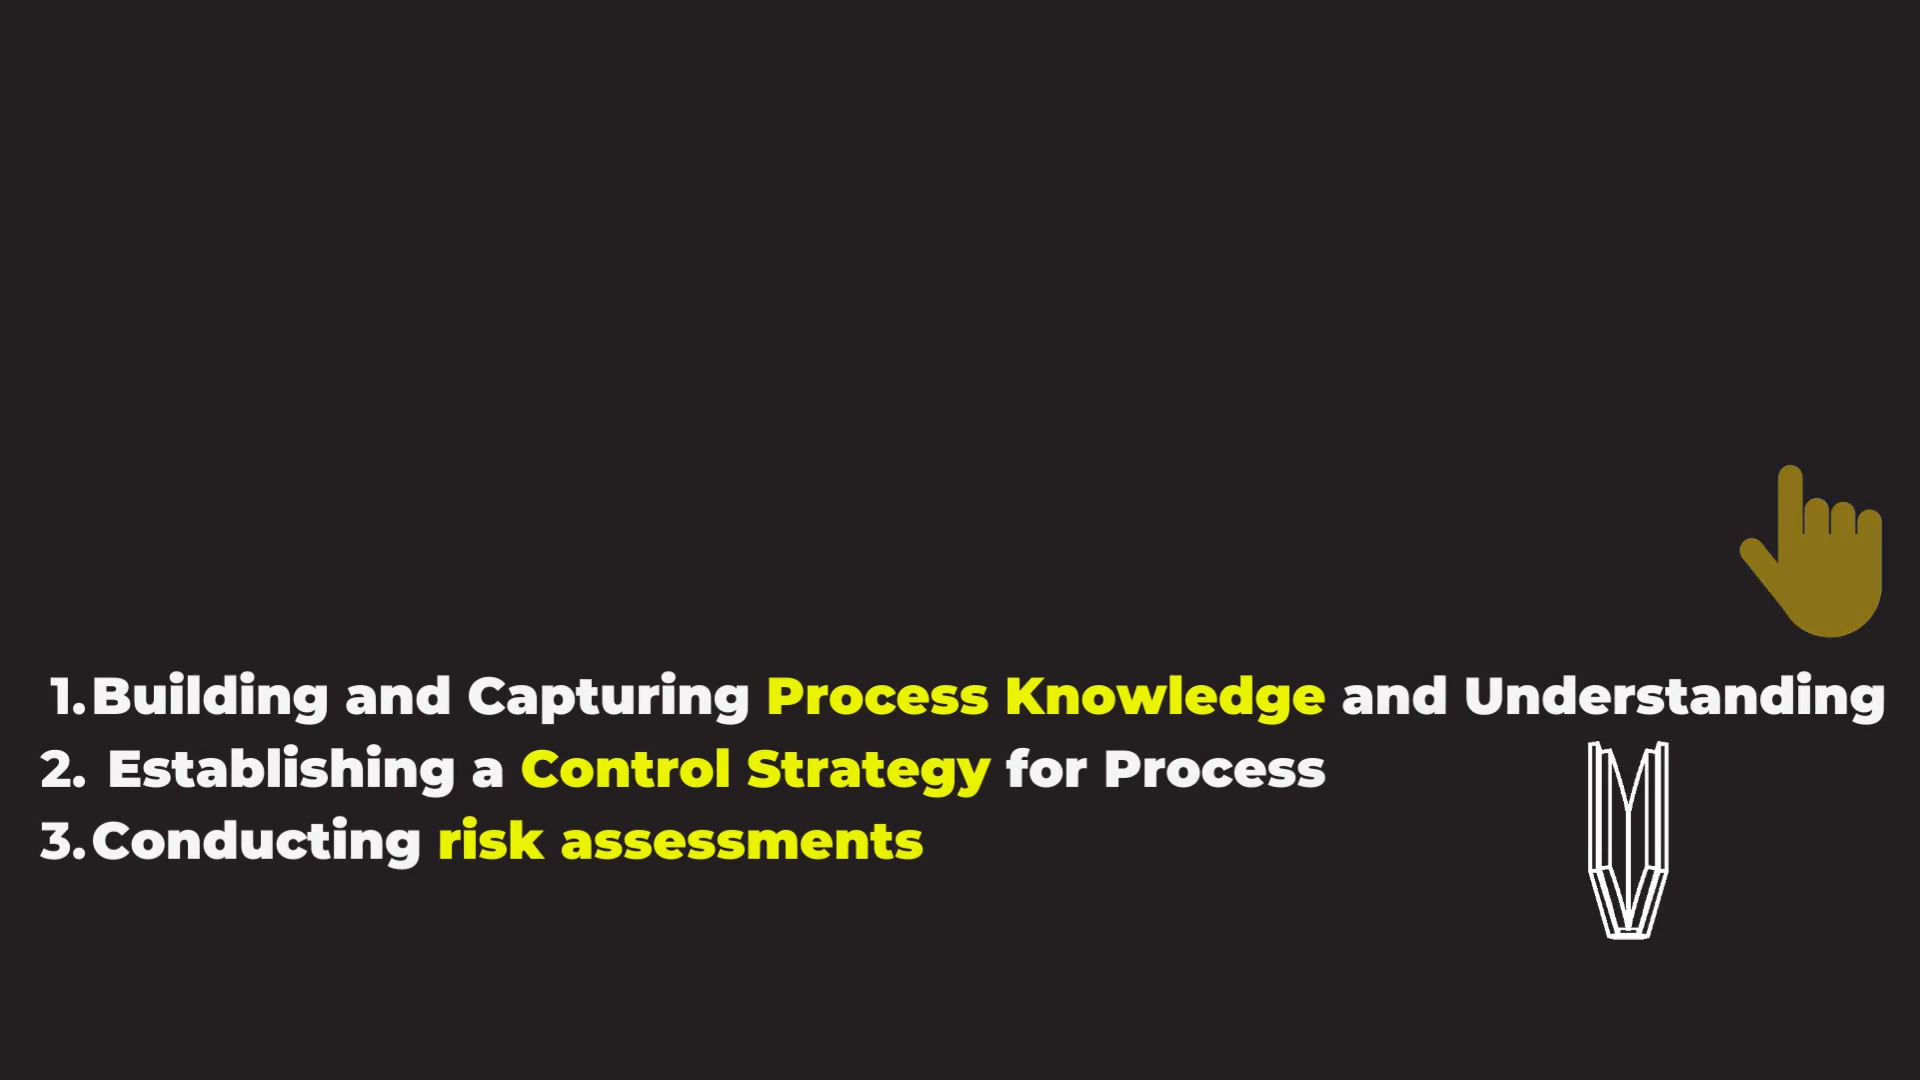 1.Building and Capturing Process Knowledge and Understanding
2. Establishing a Control Strategy for Process
3.Conducting risk assessments